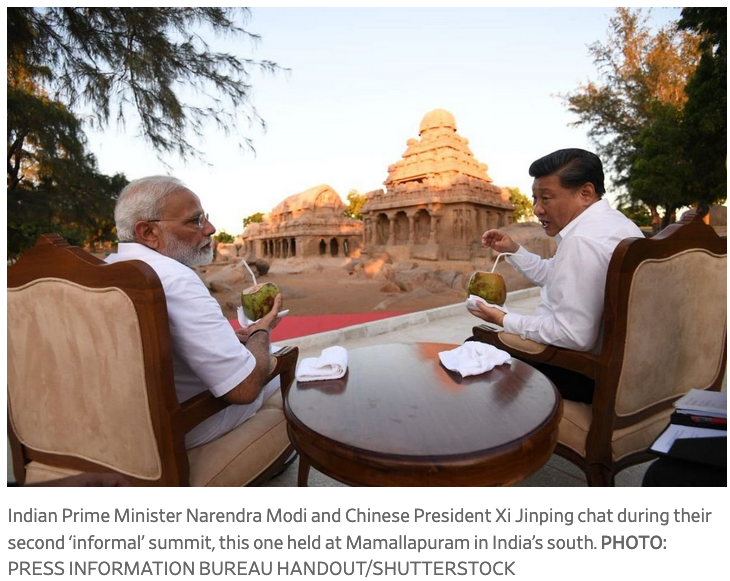 Indian Prime Minister Narendra Modi and Chinese President Xi Jinping chat during their
second ‘informal’ summit, this one held at Mamallapuram in India’s south. PHOTO:
PRESS INFORMATION BUREAU HANDOUT/SHUTTERSTOCK